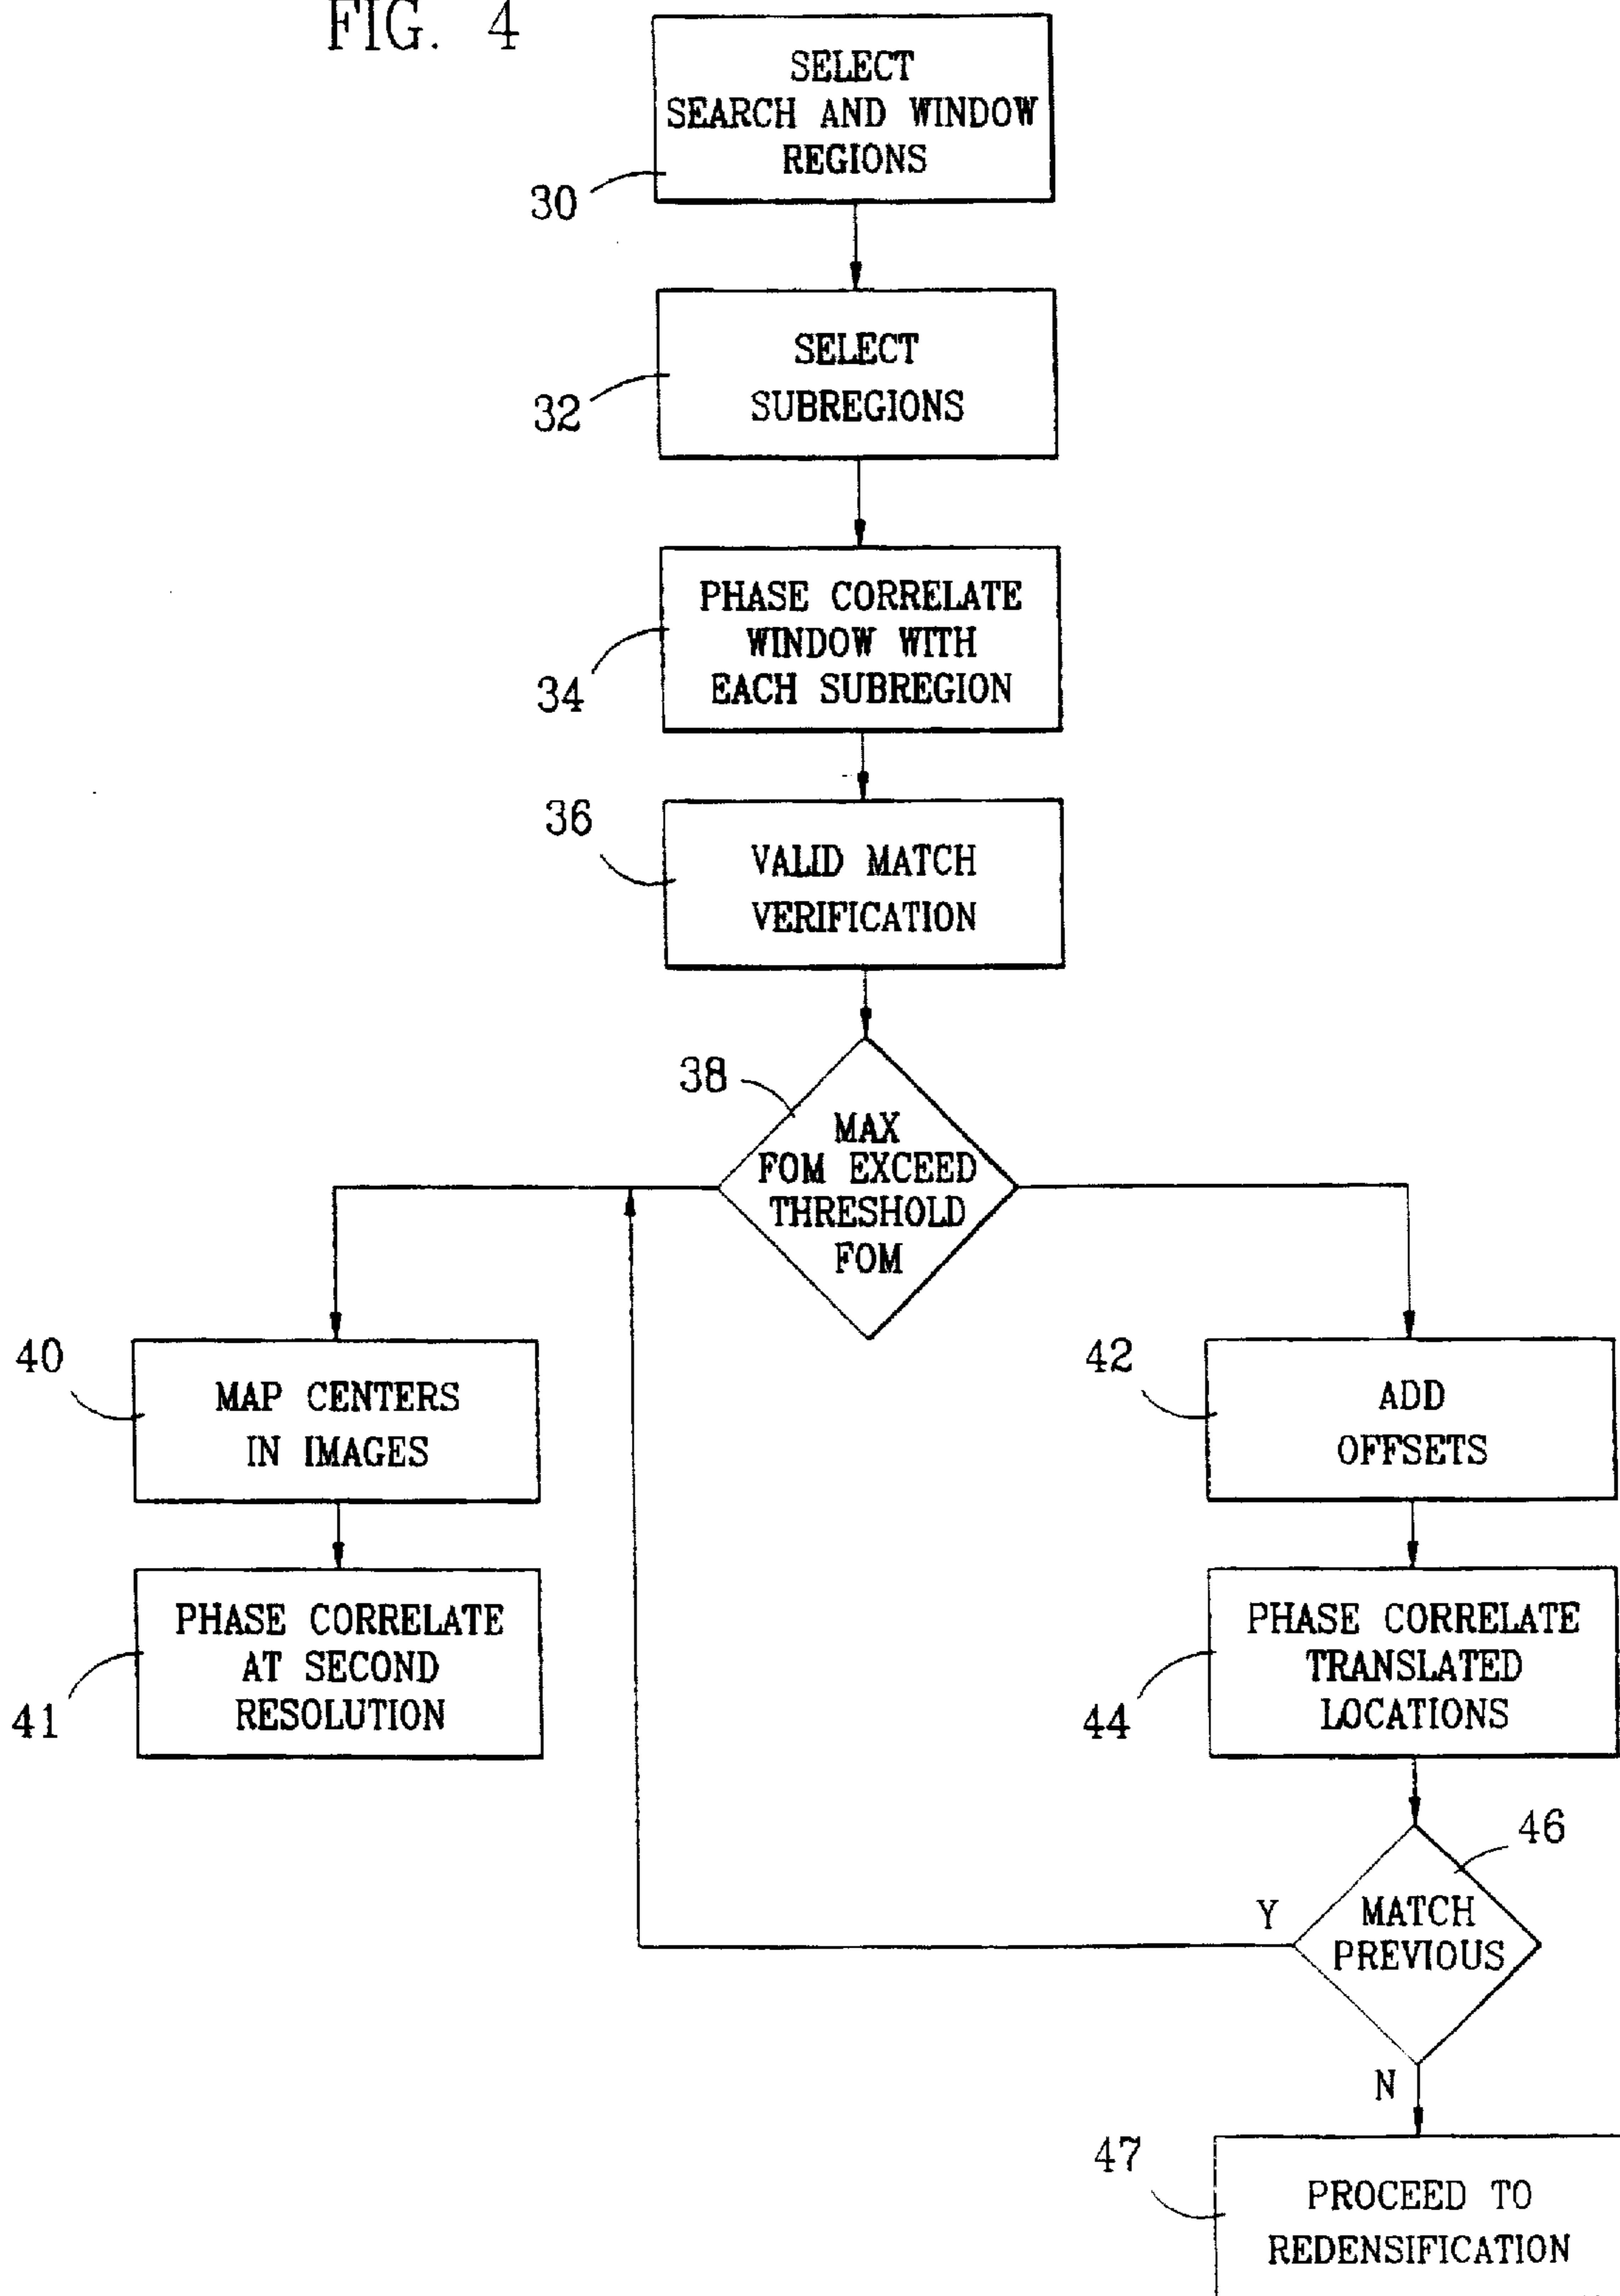 FIG. 4
SELECT
SEARCH AND WINDOW
REGIONS
30
SELECT
SUBREGIONS
32
PHASE CORRELATE
WINDOW WITH
EACH SUBREGION
34
36
VALID MATCH
VERIFICATION
38
MAX
FOM EXCEED
THRESHOLD
FOM
40
MAP CENTERS
IN IMAGES
42
ADD
OFFSETS
PHASE CORRELATE
AT SECOND
RESOLUTION
41
PHASE CORRELATE
TRANSLATED
LOCATIONS
44
46
MATCH
PREVIOUS
Y
N
47
PROCEED TO
REDENSIFICATION